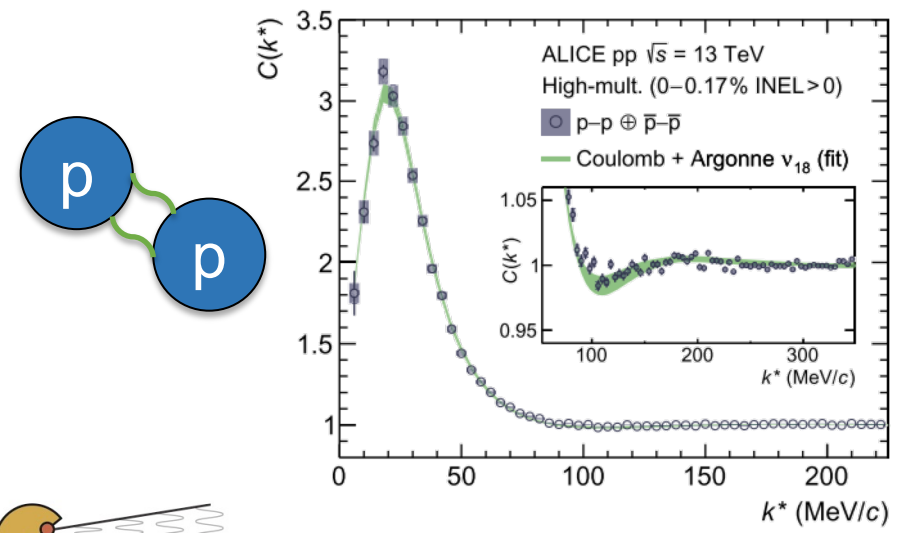 p
p
C(k*)
3.5
3
2.5
2
1.5
1
0
50
100
150
200
k* (MeV/c)
ALICE pp √s = 13 TeV
High-mult. (0−0.17% INEL>0)
p−p ⊕ p̅−p̅
Coulomb + Argonne ν₁₈ (fit)
C(k*)
1.05
1
0.95
100
200
300
k* (MeV/c)